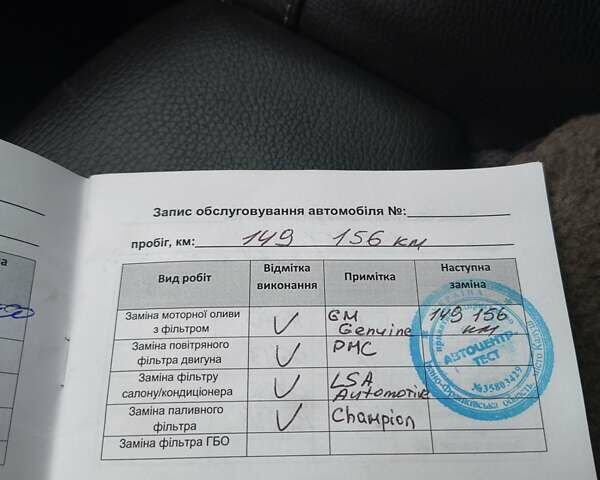 Запис обслуговування автомобіля №:
пробіг, км: 149 156 км
Вид робіт Відмітка виконання Примітка Наступна заміна
Заміна моторної оливи з фільтром GM Genuine 149 156 км
Заміна повітряного фільтра двигуна PMC
Заміна фільтру салону/кондиціонера LSA Automotive
Заміна паливного фільтра Champion
Заміна фільтра ГБО
АВТОЦЕНТР
ТЕСТ
№35803439